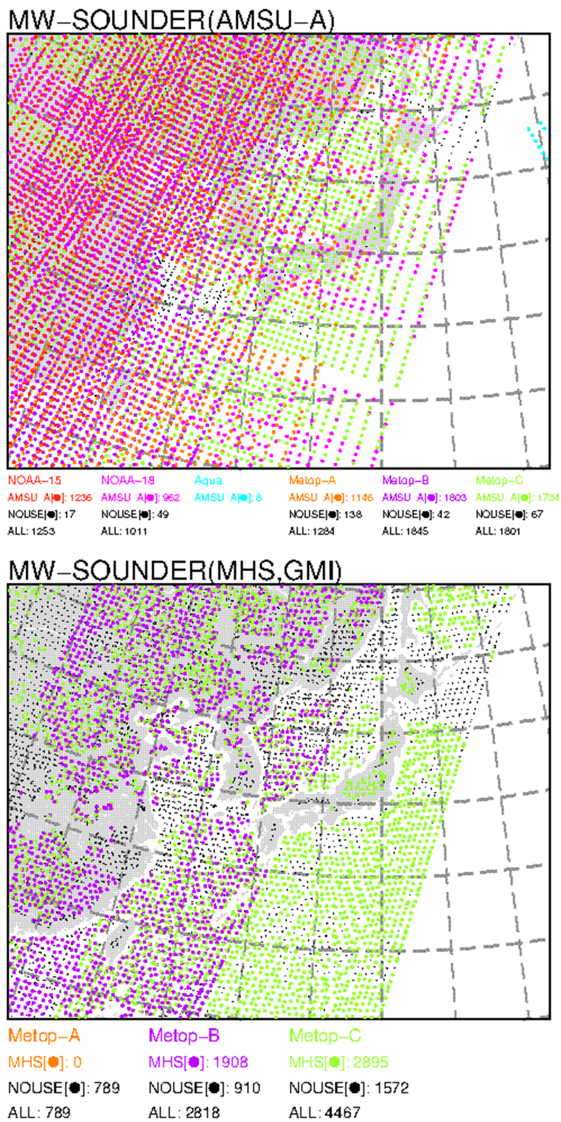 MW-SOUNDER(AMSU-A)
NOAA-15 NOAA-18 Aqua Metop-A Metop-B Metop-C
AMSU A[●]: 1236 AMSU A[●]: 962 AMSU A[●]: 8 AMSU A[●]: 1146 AMSU A[●]: 1803 AMSU A[●]: 1734
NOUSE[●]: 17 NOUSE[●]: 49 NOUSE[●]: 138 NOUSE[●]: 42 NOUSE[●]: 67
ALL: 1253 ALL: 1011 ALL: 1284 ALL: 1845 ALL: 1801
MW-SOUNDER(MHS,GMI)
Metop-A Metop-B Metop-C
MHS[●]: 0 MHS[●]: 1908 MHS[●]: 2895
NOUSE[●]: 789 NOUSE[●]: 910 NOUSE[●]: 1572
ALL: 789 ALL: 2818 ALL: 4467